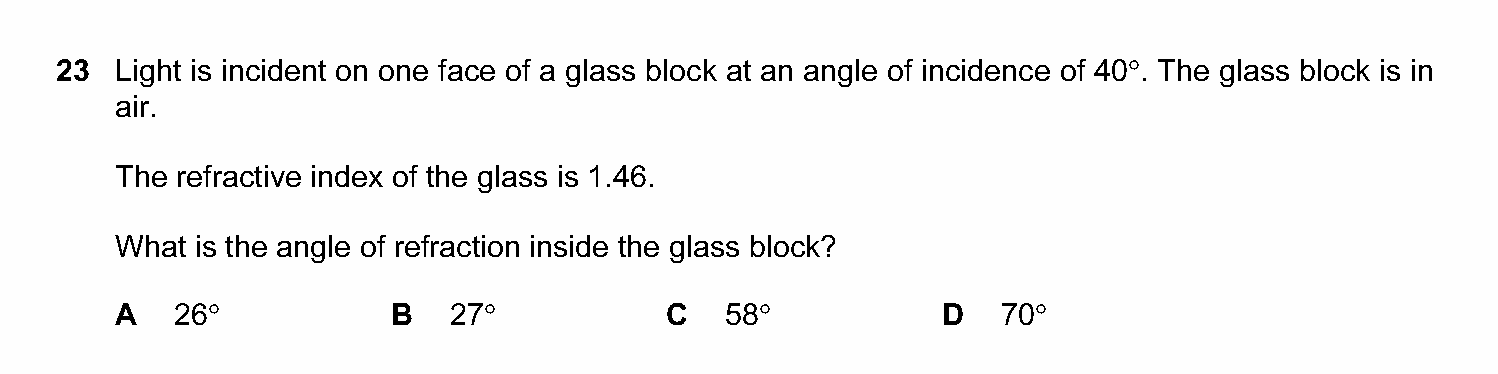 23 Light is incident on one face of a glass block at an angle of incidence of 40°. The glass block is in
air.
The refractive index of the glass is 1.46.
What is the angle of refraction inside the glass block?
A 26° B 27° C 58° D 70°